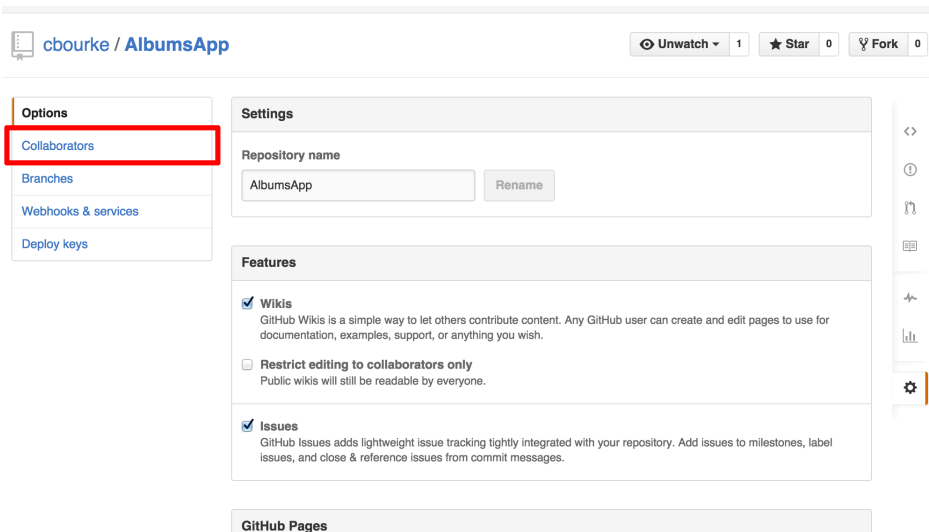 cbourke / AlbumsApp
Unwatch 1 Star 0 Fork 0
Options
Collaborators
Branches
Webhooks & services
Deploy keys
Settings
Repository name
AlbumsApp Rename
Features
Wikis
GitHub Wikis is a simple way to let others contribute content. Any GitHub user can create and edit pages to use for
documentation, examples, support, or anything you wish.
Restrict editing to collaborators only
Public wikis will still be readable by everyone.
Issues
GitHub Issues adds lightweight issue tracking tightly integrated with your repository. Add issues to milestones, label
issues, and close & reference issues from commit messages.
GitHub Pages